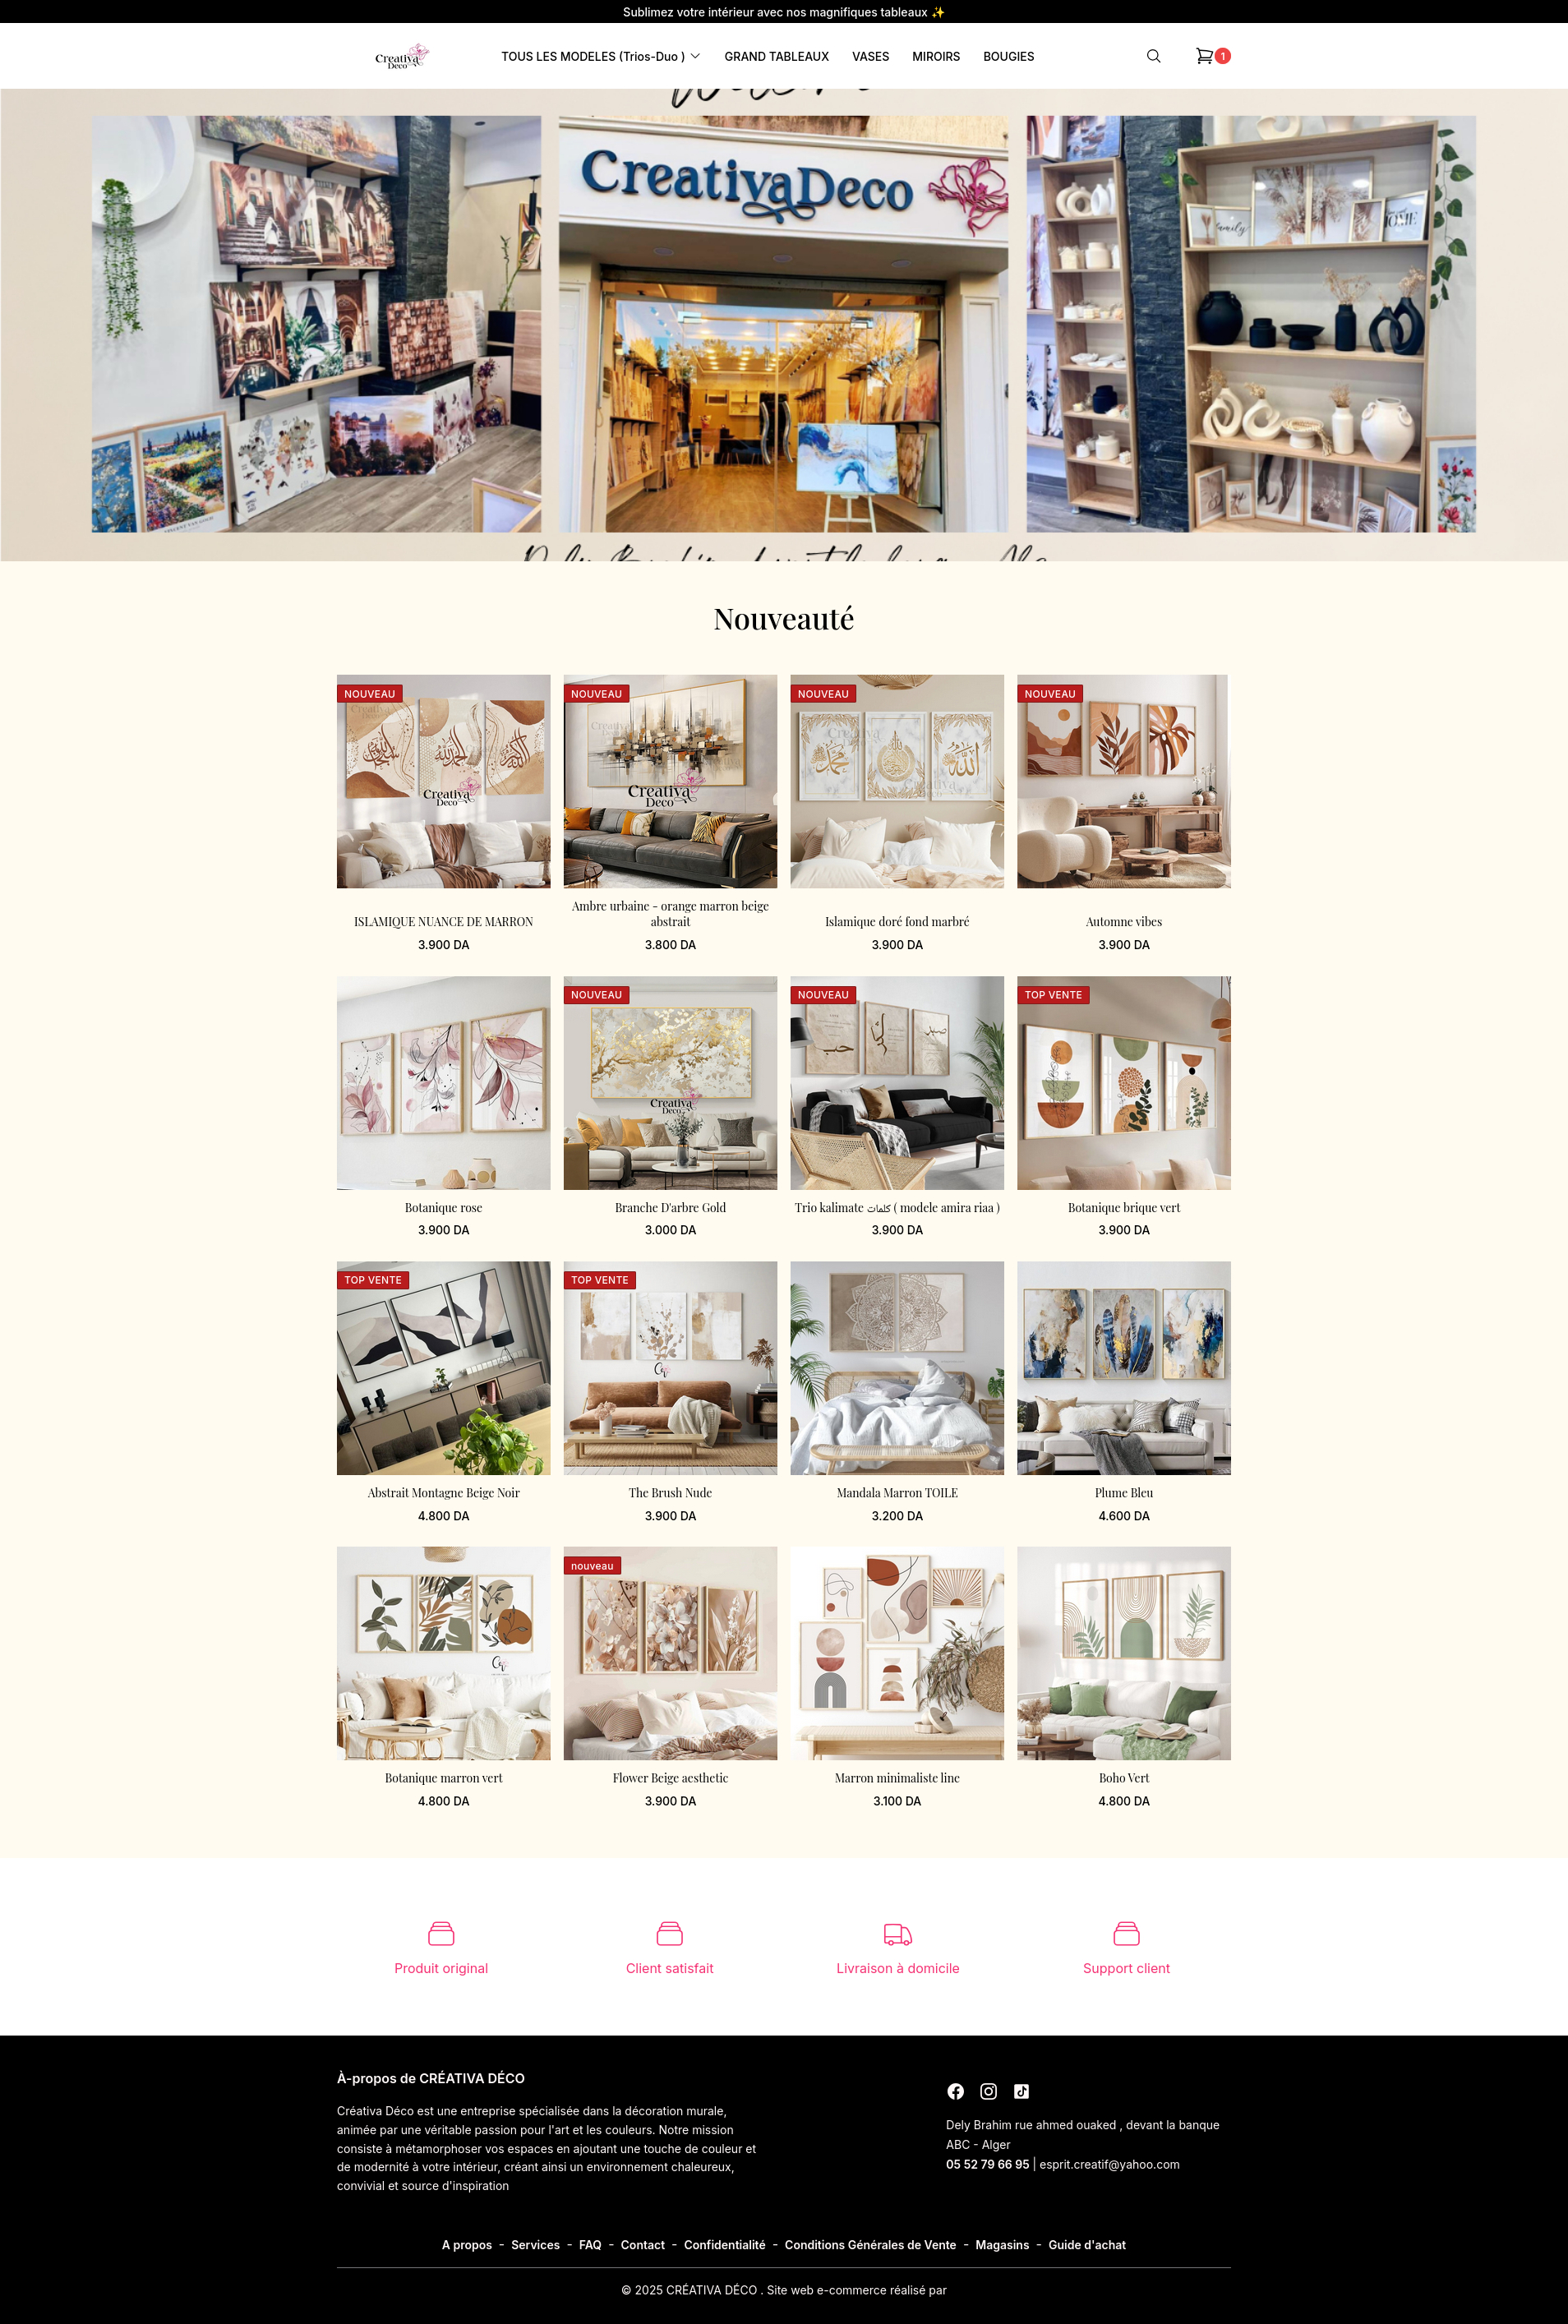 Sublimez votre intérieur avec nos magnifiques tableaux ✨
Creativa
Deco
TOUS LES MODELES (Trios-Duo )
GRAND TABLEAUX
VASES
MIROIRS
BOUGIES
1
CreativaDeco
family
HOME
Nouveauté
NOUVEAU
NOUVEAU
NOUVEAU
NOUVEAU
Creativa
Deco
Creativa
Deco
محمد
الله
ISLAMIQUE NUANCE DE MARRON
3.900 DA
Ambre urbaine - orange marron beige
abstrait
3.800 DA
Islamique doré fond marbré
3.900 DA
Automne vibes
3.900 DA
NOUVEAU
NOUVEAU
TOP VENTE
Creativa
Deco
حب
صبر
Botanique rose
3.900 DA
Branche D'arbre Gold
3.000 DA
Trio kalimate كلمات ( modele amira riaa )
3.900 DA
Botanique brique vert
3.900 DA
TOP VENTE
TOP VENTE
Abstrait Montagne Beige Noir
4.800 DA
The Brush Nude
3.900 DA
Mandala Marron TOILE
3.200 DA
Plume Bleu
4.600 DA
nouveau
Botanique marron vert
4.800 DA
Flower Beige aesthetic
3.900 DA
Marron minimaliste line
3.100 DA
Boho Vert
4.800 DA
Produit original
Client satisfait
Livraison à domicile
Support client
À-propos de CRÉATIVA DÉCO
Créativa Déco est une entreprise spécialisée dans la décoration murale,
animée par une véritable passion pour l'art et les couleurs. Notre mission
consiste à métamorphoser vos espaces en ajoutant une touche de couleur et
de modernité à votre intérieur, créant ainsi un environnement chaleureux,
convivial et source d'inspiration
Dely Brahim rue ahmed ouaked , devant la banque
ABC - Alger
05 52 79 66 95 | esprit.creatif@yahoo.com
A propos - Services - FAQ - Contact - Confidentialité - Conditions Générales de Vente - Magasins - Guide d'achat
© 2025 CRÉATIVA DÉCO . Site web e-commerce réalisé par